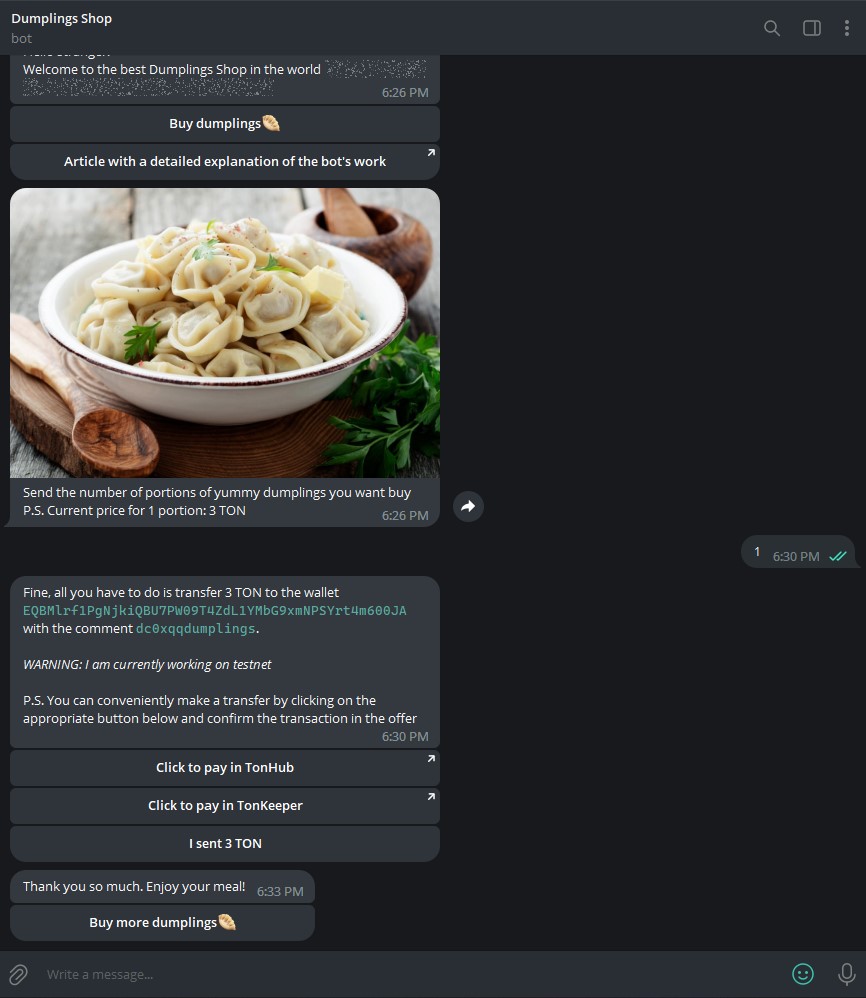 Dumplings Shop
bot
Welcome to the best Dumplings Shop in the world
6:26 PM
Buy dumplings🥟
Article with a detailed explanation of the bot's work
Send the number of portions of yummy dumplings you want buy
P.S. Current price for 1 portion: 3 TON
6:26 PM
1 6:30 PM
Fine, all you have to do is transfer 3 TON to the wallet
EQBMlrf1PgNjkiQBU7PW09T4ZdL1YMbG9xmNPSYrt4m600JA
with the comment dc0xqqdumplings.
WARNING: I am currently working on testnet
P.S. You can conveniently make a transfer by clicking on the
appropriate button below and confirm the transaction in the offer
6:30 PM
Click to pay in TonHub
Click to pay in TonKeeper
I sent 3 TON
Thank you so much. Enjoy your meal! 6:33 PM
Buy more dumplings🥟
Write a message...